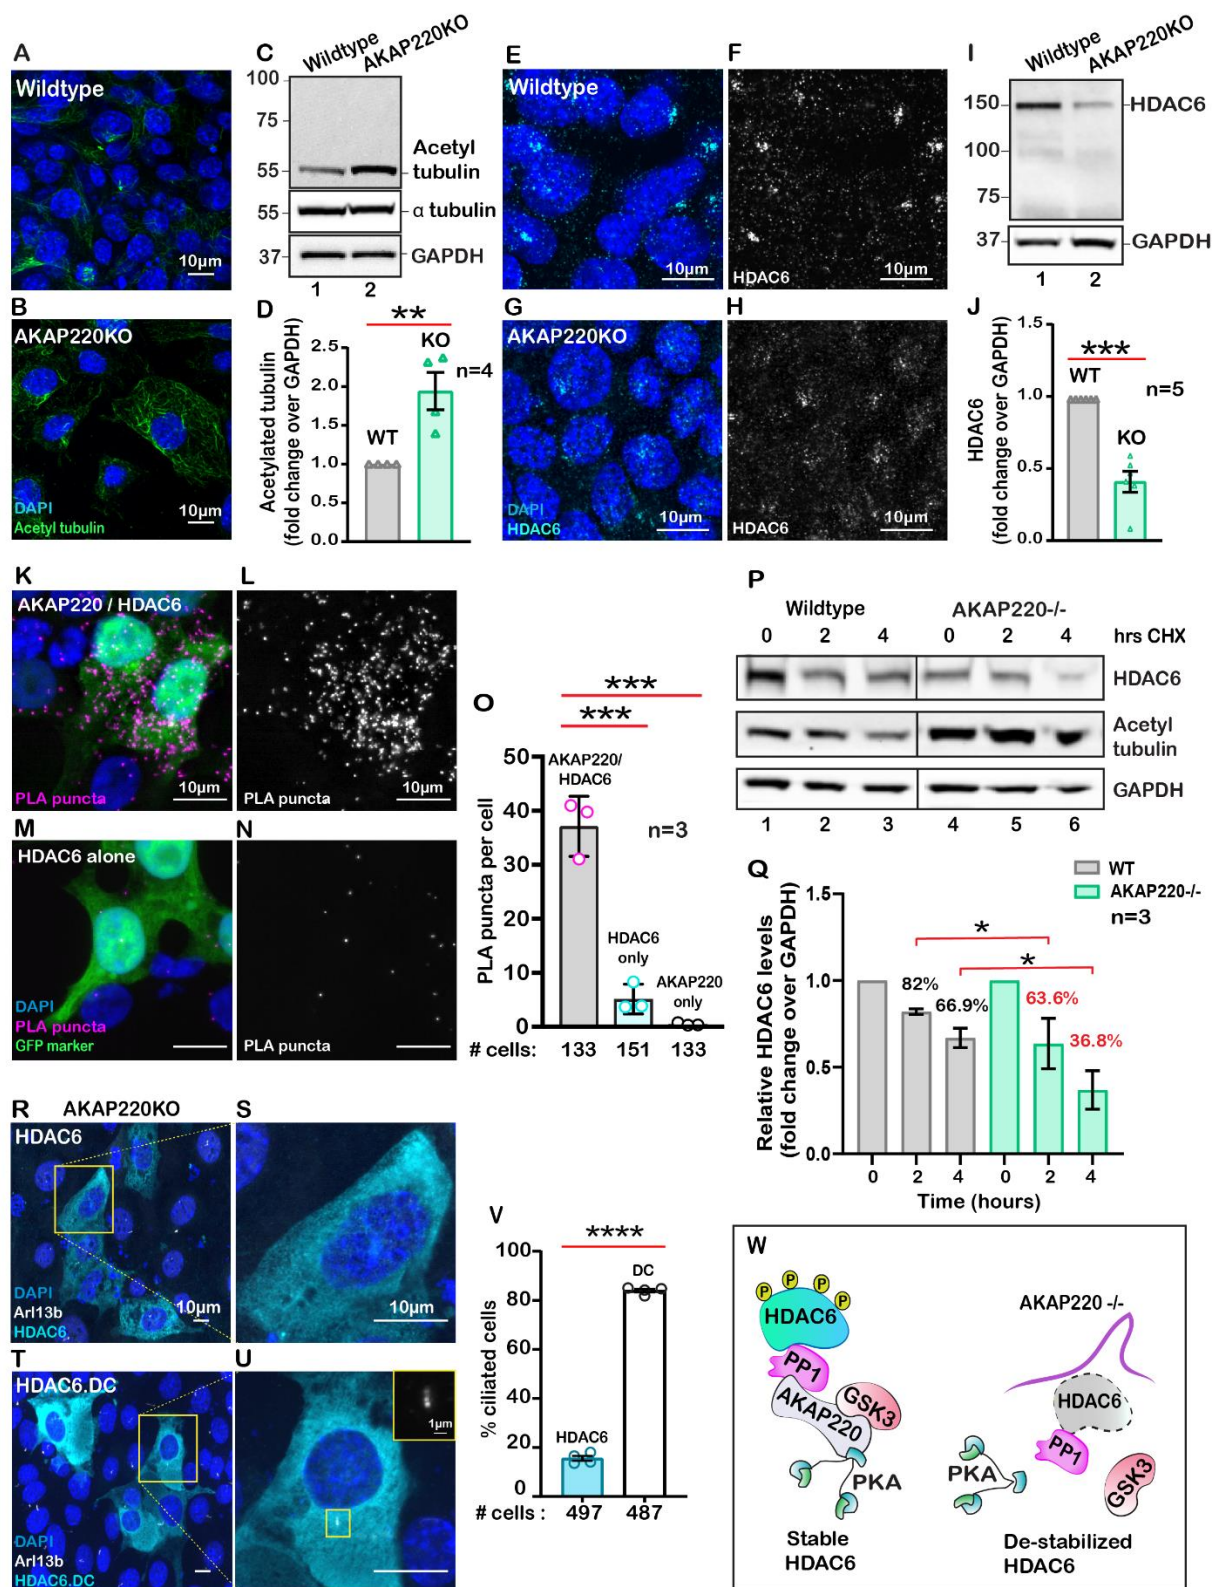 A
Wildtype
10μm
B
AKAP220KO
DAPI
Acetyl tubulin
10μm
C
Wildtype
AKAP220KO
100
75
55
Acetyl
tubulin
55
α tubulin
37
GAPDH
1 2
D
**
KO
n=4
WT
Acetylated tubulin
(fold change over GAPDH)
2.5
2.0
1.5
1.0
0.5
0.0
E
Wildtype
10μm
F
HDAC6
10μm
G
AKAP220KO
DAPI
HDAC6
10μm
H
HDAC6
10μm
I
Wildtype
AKAP220KO
150
HDAC6
100
75
37
GAPDH
1 2
J
***
WT
n=5
KO
HDAC6
(fold change over GAPDH)
1.5
1.0
0.5
0.0
K
AKAP220 / HDAC6
PLA puncta
10μm
L
PLA puncta
10μm
M
HDAC6 alone
DAPI
PLA puncta
GFP marker
N
PLA puncta
O
***
***
AKAP220/
HDAC6
n=3
HDAC6
only
AKAP220
only
PLA puncta per cell
50
40
30
20
10
0
# cells: 133 151 133
P
Wildtype AKAP220-/-
0 2 4 0 2 4 hrs CHX
HDAC6
Acetyl
tubulin
GAPDH
1 2 3 4 5 6
Q
WT
AKAP220-/-
n=3
*
*
82%
66.9%
63.6%
36.8%
Relative HDAC6 levels
(fold change over GAPDH)
1.5
1.0
0.5
0.0
0 2 4 0 2 4
Time (hours)
R
AKAP220KO
HDAC6
DAPI
Arl13b
HDAC6
10μm
S
T
HDAC6.DC
DAPI
Arl13b
HDAC6.DC
U
1μm
V
****
DC
HDAC6
% ciliated cells
100
80
60
40
20
0
# cells : 497 487
W
P P P P
HDAC6
PP1
AKAP220
GSK3
PKA
Stable
HDAC6
AKAP220 -/-
HDAC6
PP1
PKA
GSK3
De-stabilized
HDAC6